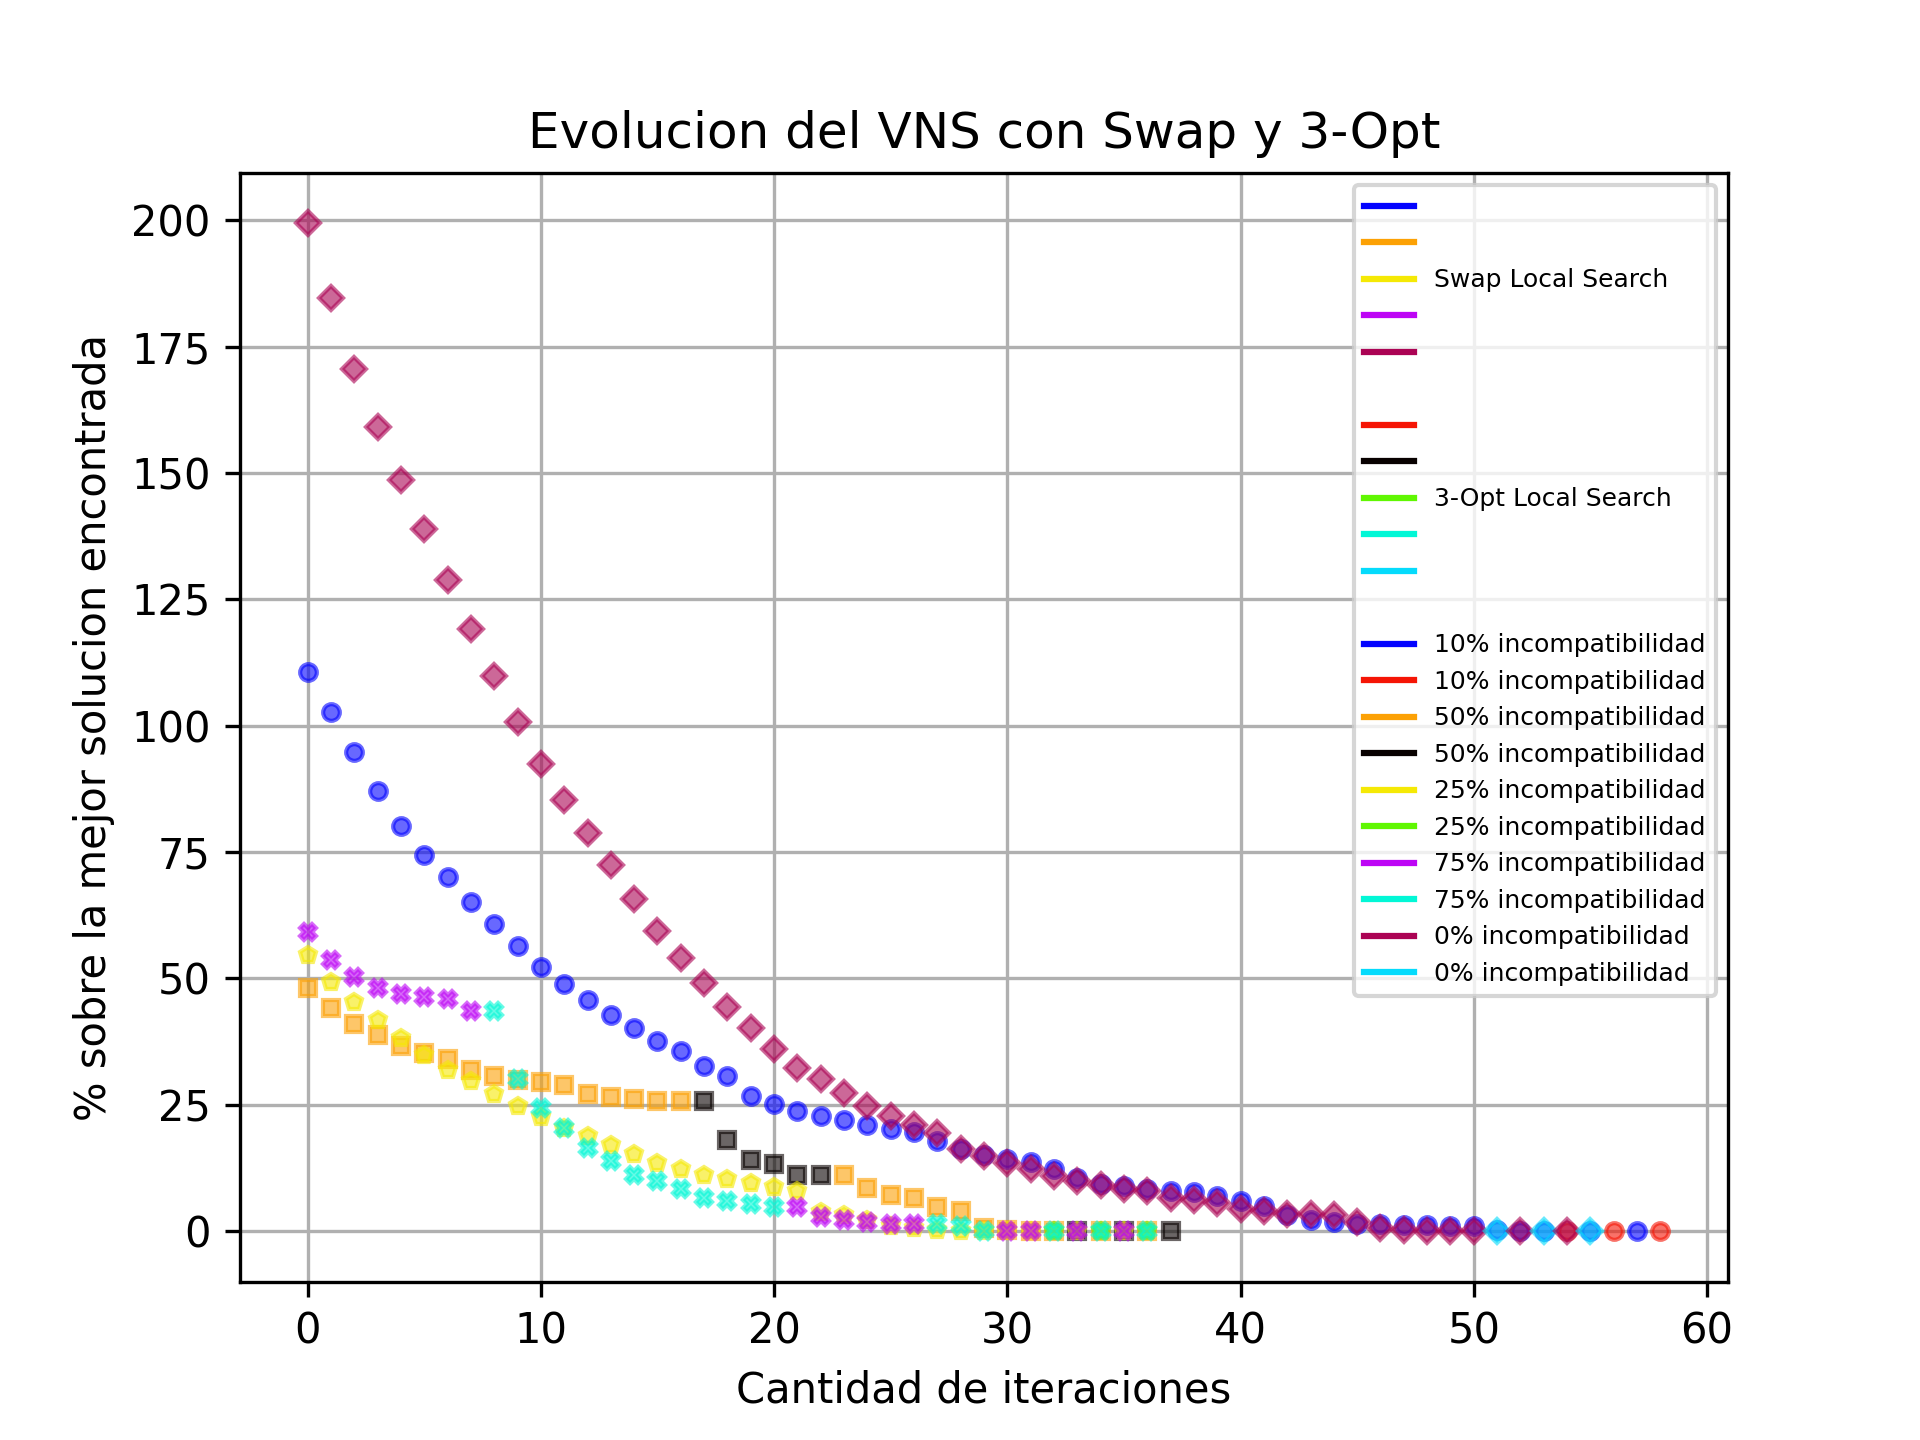 Evolucion del VNS con Swap y 3-Opt
% sobre la mejor solucion encontrada
200
175
150
125
100
75
50
25
0
Swap Local Search
3-Opt Local Search
10% incompatibilidad
10% incompatibilidad
50% incompatibilidad
50% incompatibilidad
25% incompatibilidad
25% incompatibilidad
75% incompatibilidad
75% incompatibilidad
0% incompatibilidad
0% incompatibilidad
0 10 20 30 40 50 60
Cantidad de iteraciones